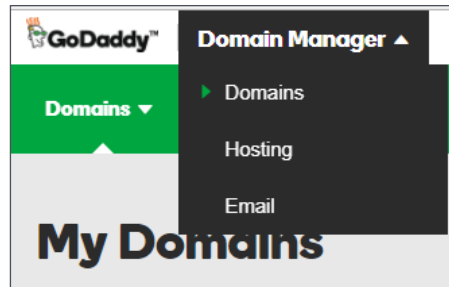 GoDaddy™ Domain Manager ▲
Domains ▼
Domains
Hosting
Email
My Domains